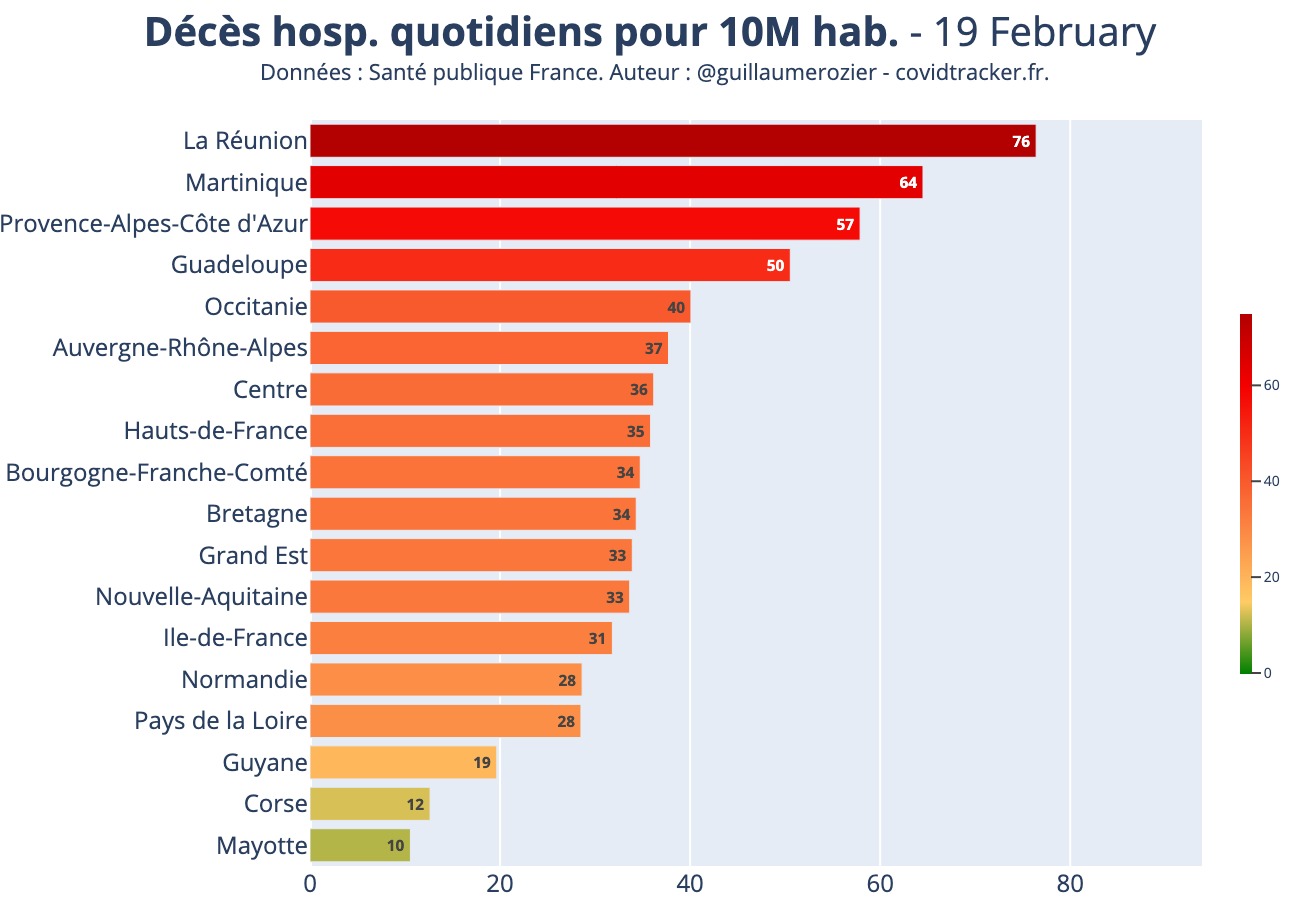 Décès hosp. quotidiens pour 10M hab. - 19 February
Données : Santé publique France. Auteur : @guillaumerozier - covidtracker.fr.
La Réunion 76
Martinique 64
Provence-Alpes-Côte d'Azur 57
Guadeloupe 50
Occitanie 40
Auvergne-Rhône-Alpes 37
Centre 36
Hauts-de-France 35
Bourgogne-Franche-Comté 34
Bretagne 34
Grand Est 33
Nouvelle-Aquitaine 33
Ile-de-France 31
Normandie 28
Pays de la Loire 28
Guyane 19
Corse 12
Mayotte 10
0 20 40 60 80
60
40
20
0